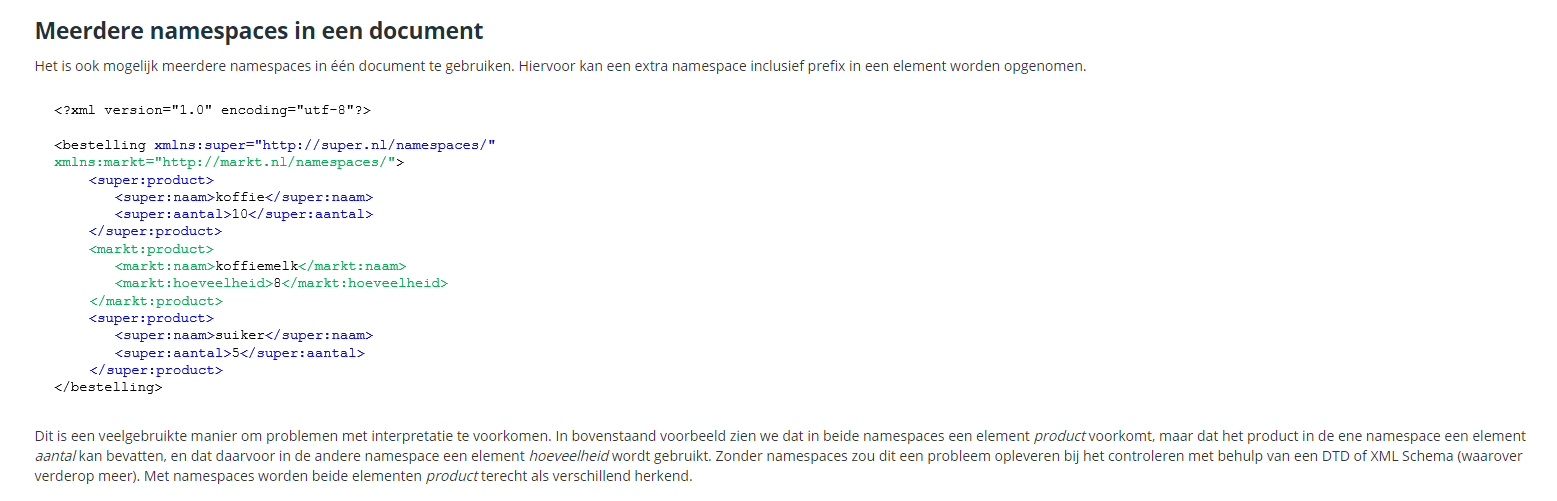 Meerdere namespaces in een document
Het is ook mogelijk meerdere namespaces in één document te gebruiken. Hiervoor kan een extra namespace inclusief prefix in een element worden opgenomen.
<?xml version="1.0" encoding="utf-8"?>
<bestelling xmlns:super="http://super.nl/namespaces/"
xmlns:markt="http://markt.nl/namespaces/">
<super:product>
<super:naam>koffie</super:naam>
<super:aantal>10</super:aantal>
</super:product>
<markt:product>
<markt:naam>koffiemelk</markt:naam>
<markt:hoeveelheid>8</markt:hoeveelheid>
</markt:product>
<super:product>
<super:naam>suiker</super:naam>
<super:aantal>5</super:aantal>
</super:product>
</bestelling>
Dit is een veelgebruikte manier om problemen met interpretatie te voorkomen. In bovenstaand voorbeeld zien we dat in beide namespaces een element product voorkomt, maar dat het product in de ene namespace een element
aantal kan bevatten, en dat daarvoor in de andere namespace een element hoeveelheid wordt gebruikt. Zonder namespaces zou dit een probleem opleveren bij het controleren met behulp van een DTD of XML Schema (waarover
verderop meer). Met namespaces worden beide elementen product terecht als verschillend herkend.